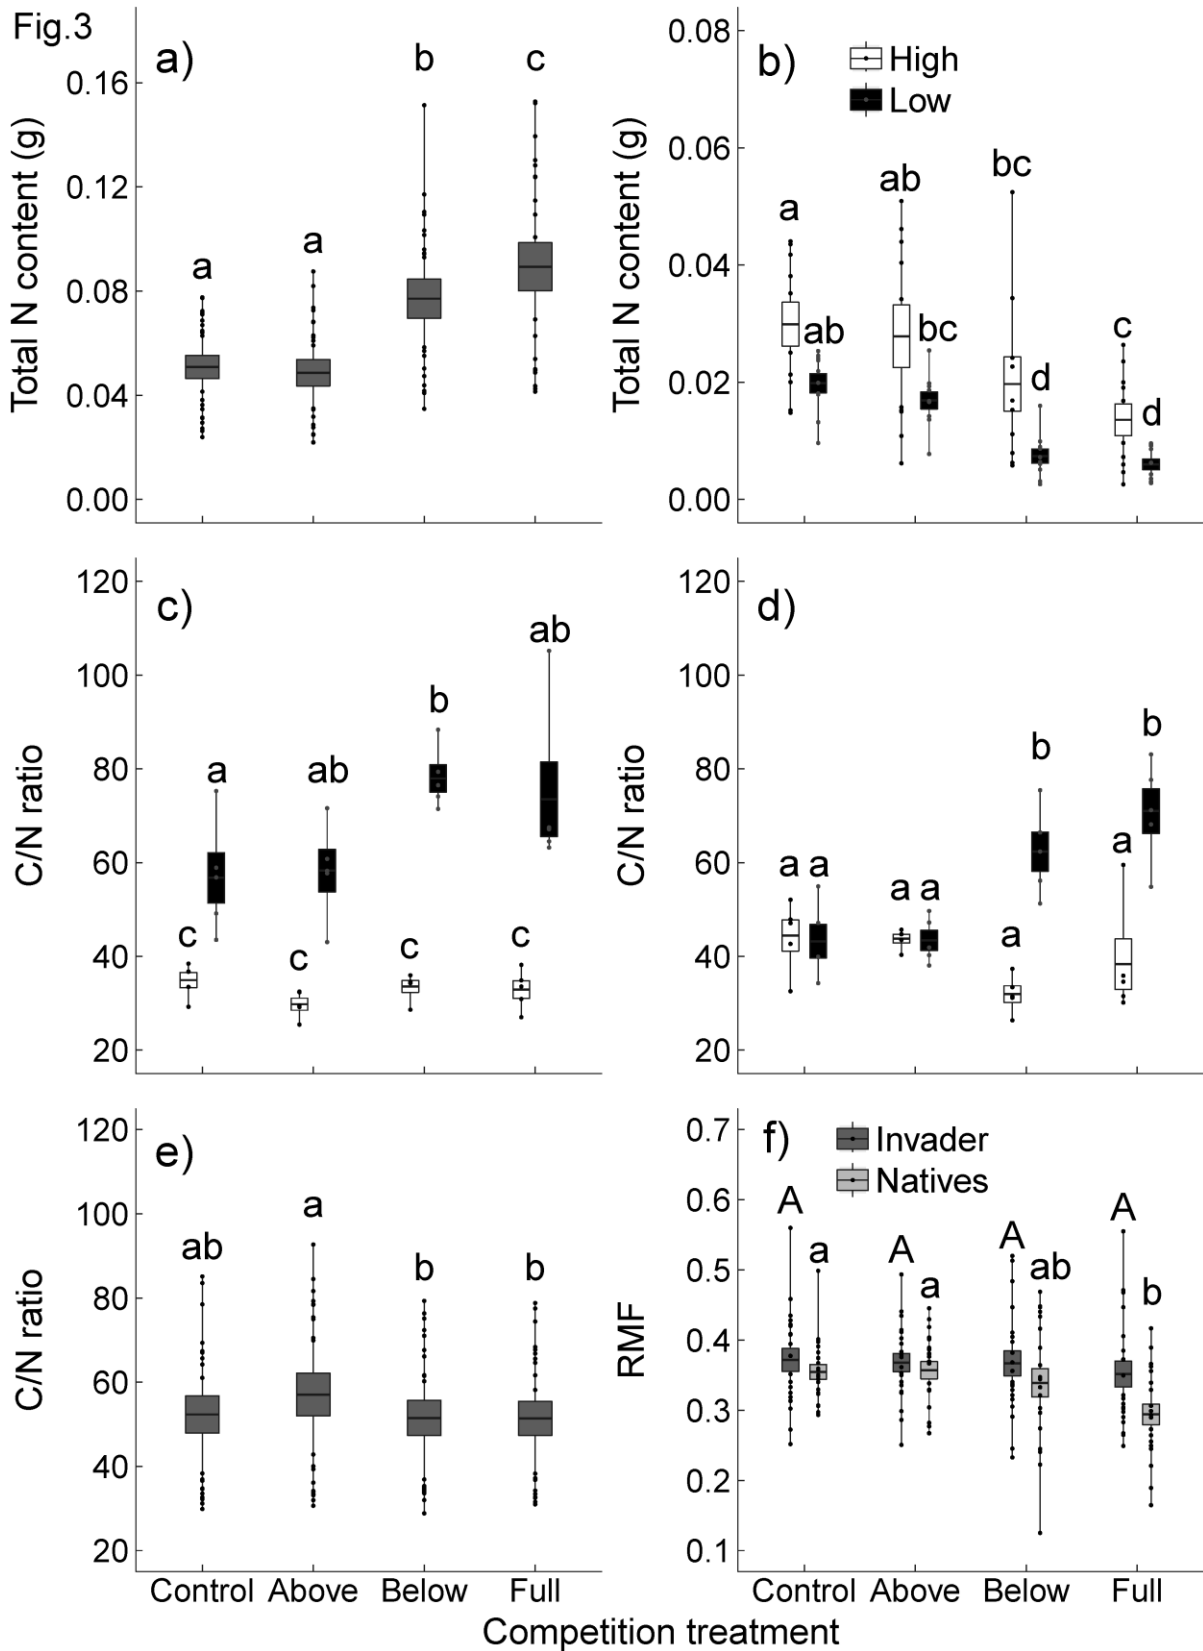 Fig.3
a)
b
c
0.16
0.12
0.08
0.04
0.00
a
a
Total N content (g)
b)
High
Low
0.08
0.06
0.04
0.02
0.00
a
ab
bc
c
ab
bc
d
d
Total N content (g)
c)
120
100
80
60
40
20
a
ab
b
ab
c
c
c
c
C/N ratio
d)
120
100
80
60
40
20
a
a
a
a
a
b
a
b
C/N ratio
e)
120
100
80
60
40
20
ab
a
b
b
C/N ratio
Control
Above
Below
Full
f)
Invader
Natives
0.7
0.6
0.5
0.4
0.3
0.2
0.1
A
a
A
a
A
ab
A
b
RMF
Control
Above
Below
Full
Competition treatment